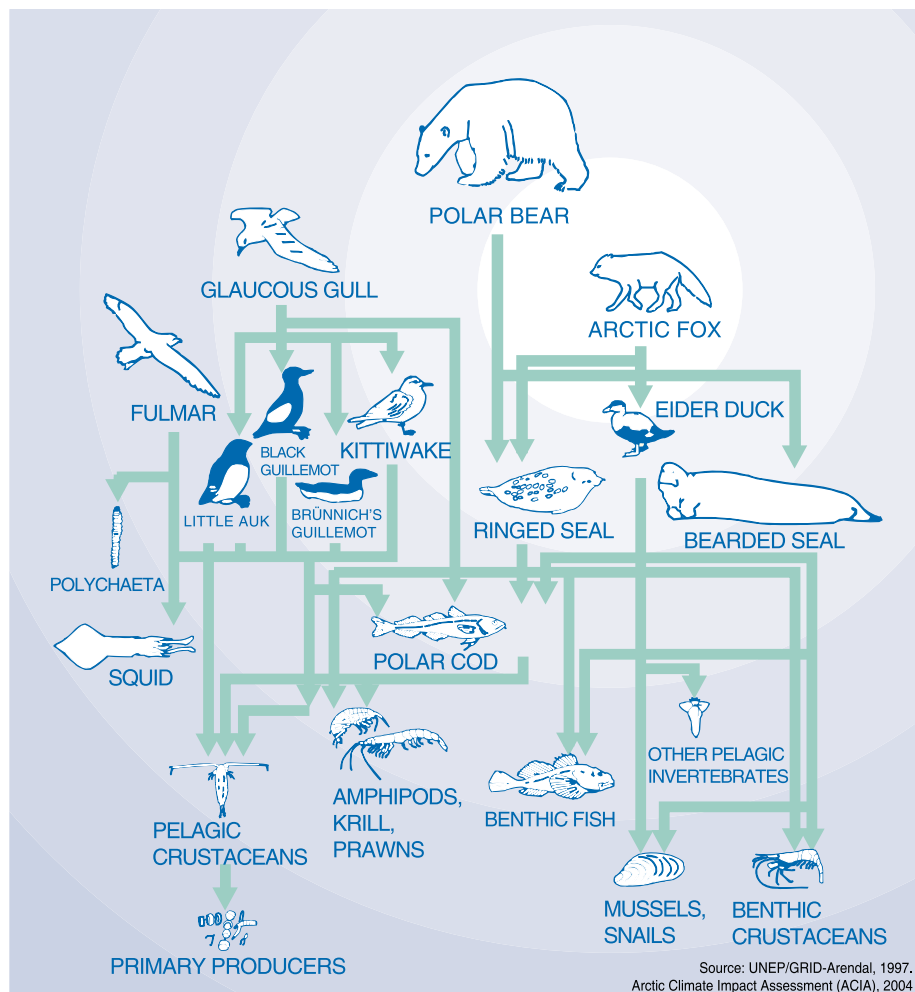 POLAR BEAR
GLAUCOUS GULL
ARCTIC FOX
FULMAR
EIDER DUCK
KITTIWAKE
BLACK
GUILLEMOT
LITTLE AUK
BRÜNNICH'S
GUILLEMOT
RINGED SEAL
BEARDED SEAL
POLYCHAETA
SQUID
POLAR COD
OTHER PELAGIC
INVERTEBRATES
AMPHIPODS,
KRILL,
PRAWNS
BENTHIC FISH
PELAGIC
CRUSTACEANS
MUSSELS,
SNAILS
BENTHIC
CRUSTACEANS
PRIMARY PRODUCERS
Source: UNEP/GRID-Arendal, 1997.
Arctic Climate Impact Assessment (ACIA), 2004